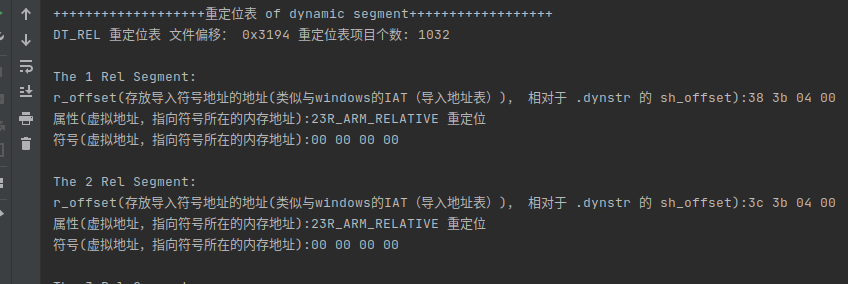 +++++++++++++++++++重定位表 of dynamic segment++++++++++++++++++
DT_REL 重定位表 文件偏移: 0x3194 重定位表项目个数: 1032
The 1 Rel Segment:
r_offset(存放导入符号地址的地址(类似与windows的IAT（导入地址表）), 相对于 .dynstr 的 sh_offset):38 3b 04 00
属性(虚拟地址，指向符号所在的内存地址):23R_ARM_RELATIVE 重定位
符号(虚拟地址，指向符号所在的内存地址):00 00 00 00
The 2 Rel Segment:
r_offset(存放导入符号地址的地址(类似与windows的IAT（导入地址表）), 相对于 .dynstr 的 sh_offset):3c 3b 04 00
属性(虚拟地址，指向符号所在的内存地址):23R_ARM_RELATIVE 重定位
符号(虚拟地址，指向符号所在的内存地址):00 00 00 00